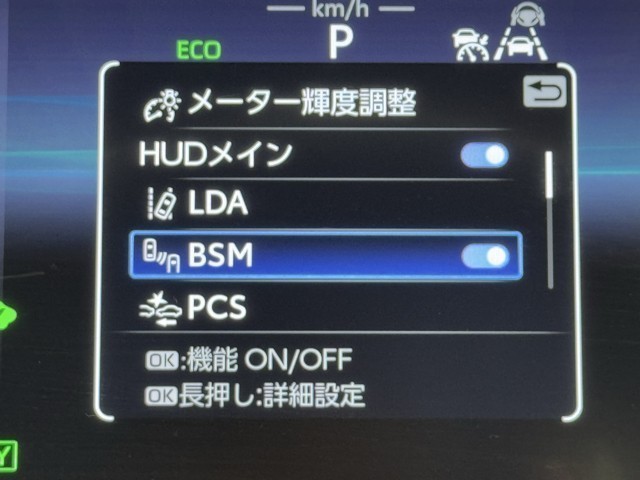 km/h
ECO
P
メーター輝度調整
HUDメイン
LDA
BSM
PCS
OK:機能 ON/OFF
OK長押し:詳細設定
Y